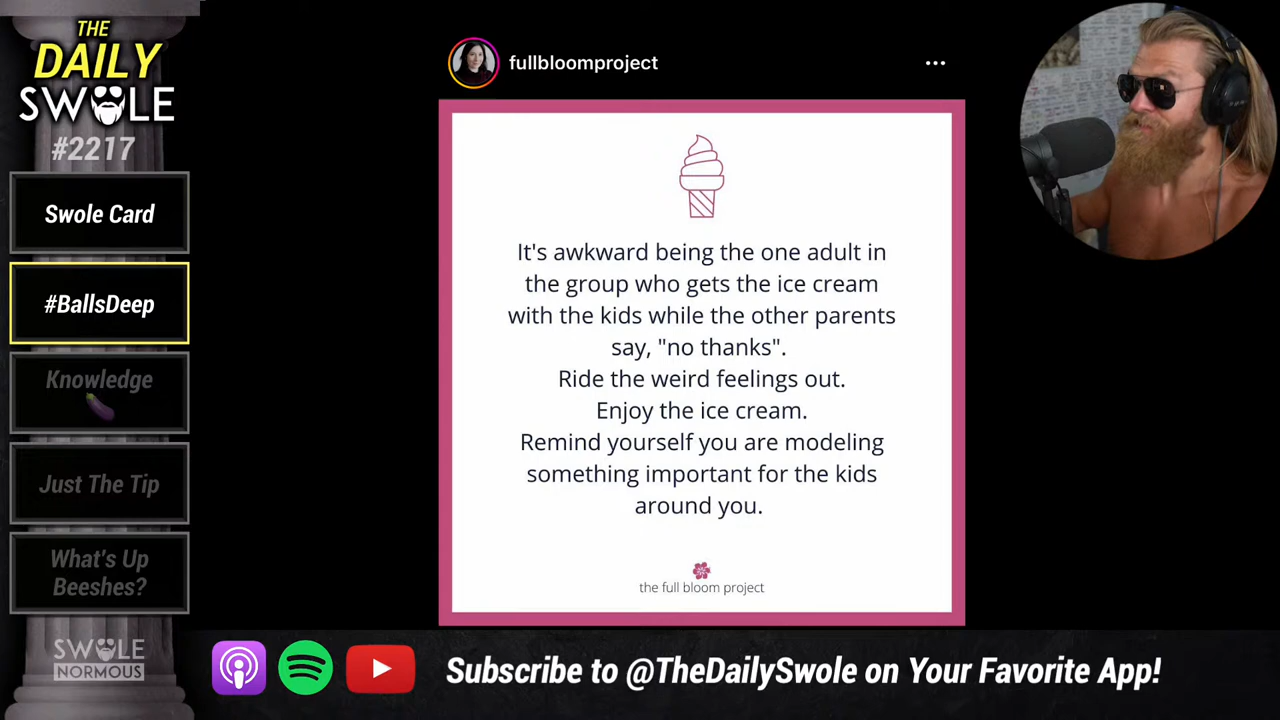 THE
DAILY
SWOLE
#2217
Swole Card
#BallsDeep
Knowledge
Just The Tip
What's Up
Beeshes?
SWOLE
NORMOUS
fullbloomproject
It's awkward being the one adult in
the group who gets the ice cream
with the kids while the other parents
say, "no thanks".
Ride the weird feelings out.
Enjoy the ice cream.
Remind yourself you are modeling
something important for the kids
around you.
the full bloom project
Subscribe to @TheDailySwole on Your Favorite App!